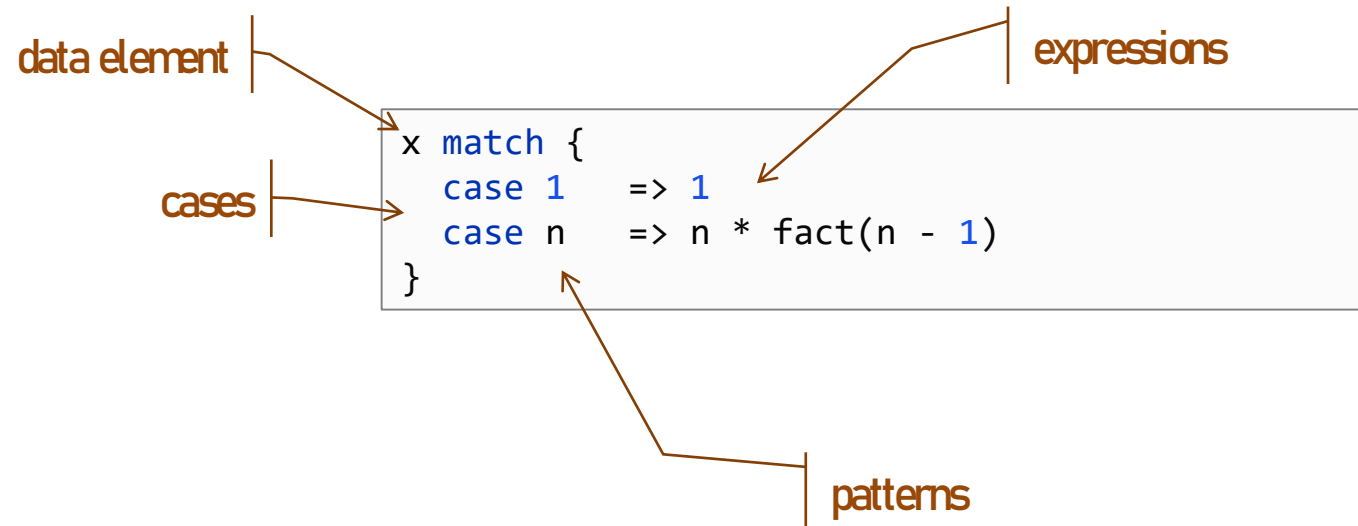 data element
expressions
x match {
cases
case 1   => 1
case n   => n * fact(n - 1)
}
patterns